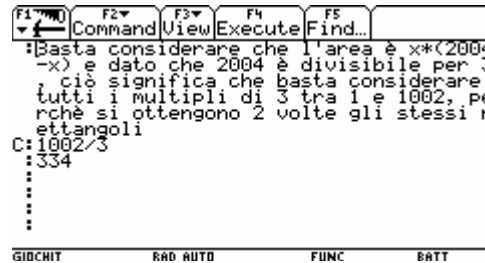 F1 F2 F3 F4 F5
Command View Execute Find...
:Basta considerare che l'area è x*(2004
-x) e dato che 2004 è divisibile per 3
, ciò significa che basta considerare
tutti i multipli di 3 tra 1 e 1002, pe
rchè si ottengono 2 volte gli stessi r
ettangoli
C:1002/3
:334
:
:
:
:
GIOCHIT RAD AUTO FUNC BATT